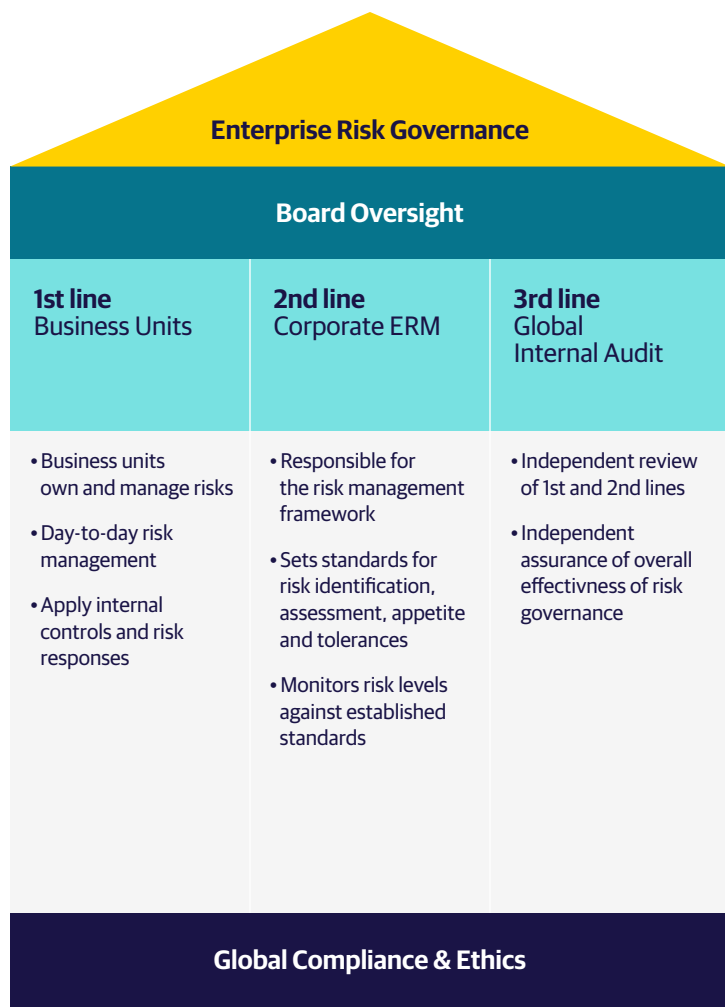 Enterprise Risk Governance
Board Oversight
1st line
Business Units
2nd line
Corporate ERM
3rd line
Global
Internal Audit
• Business units
own and manage risks
• Day-to-day risk
management
• Apply internal
controls and risk
responses
• Responsible for
the risk management
framework
• Sets standards for
risk identification,
assessment, appetite
and tolerances
• Monitors risk levels
against established
standards
• Independent review
of 1st and 2nd lines
• Independent
assurance of overall
effectivness of risk
governance
Global Compliance & Ethics